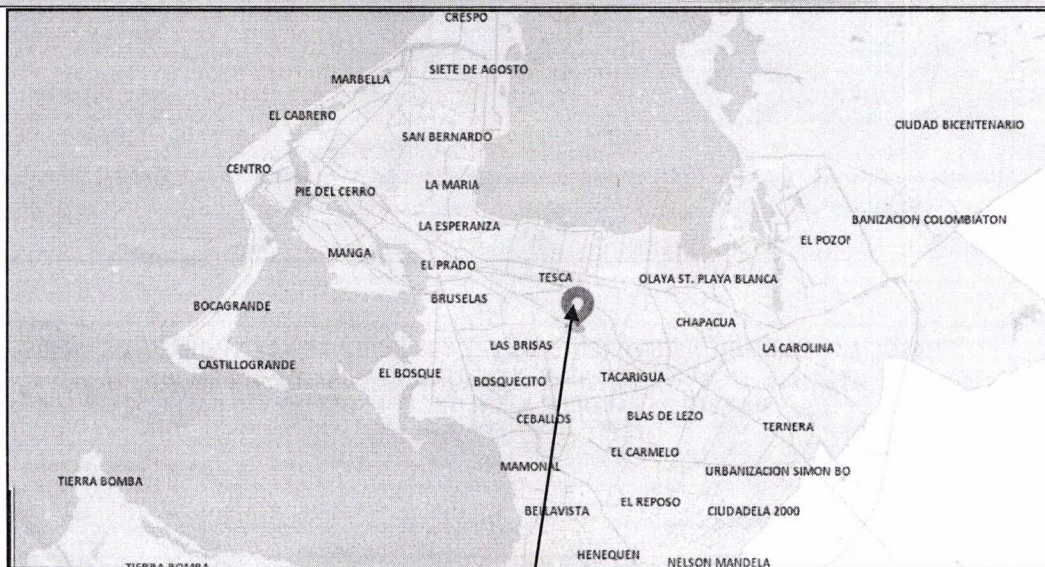 CRESPO
SIETE DE AGOSTO
MARBELLA
EL CABRERO
CIUDAD BICENTENARIO
SAN BERNARDO
CENTRO
LA MARIA
PIE DEL CERRO
BANIZACION COLOMBIATON
LA ESPERANZA
EL POZON
MANGA
EL PRADO
TESCA
OLAYA ST. PLAYA BLANCA
BRUSELAS
BOCAGRANDE
CHAPACUA
LAS BRISAS
LA CAROLINA
CASTILLOGRANDE
EL BOSQUE
BOSQUECITO
TACARIGUA
CEBALLOS
BLAS DE LEZO
TERNERA
EL CARMELO
MAMONAL
URBANIZACION SIMON BO
TIERRA BOMBA
EL REPOSO
BELLAVISTA
CIUDADELA 2000
HENEQUEN
NELSON MANDELA
TIERRA BOMBA